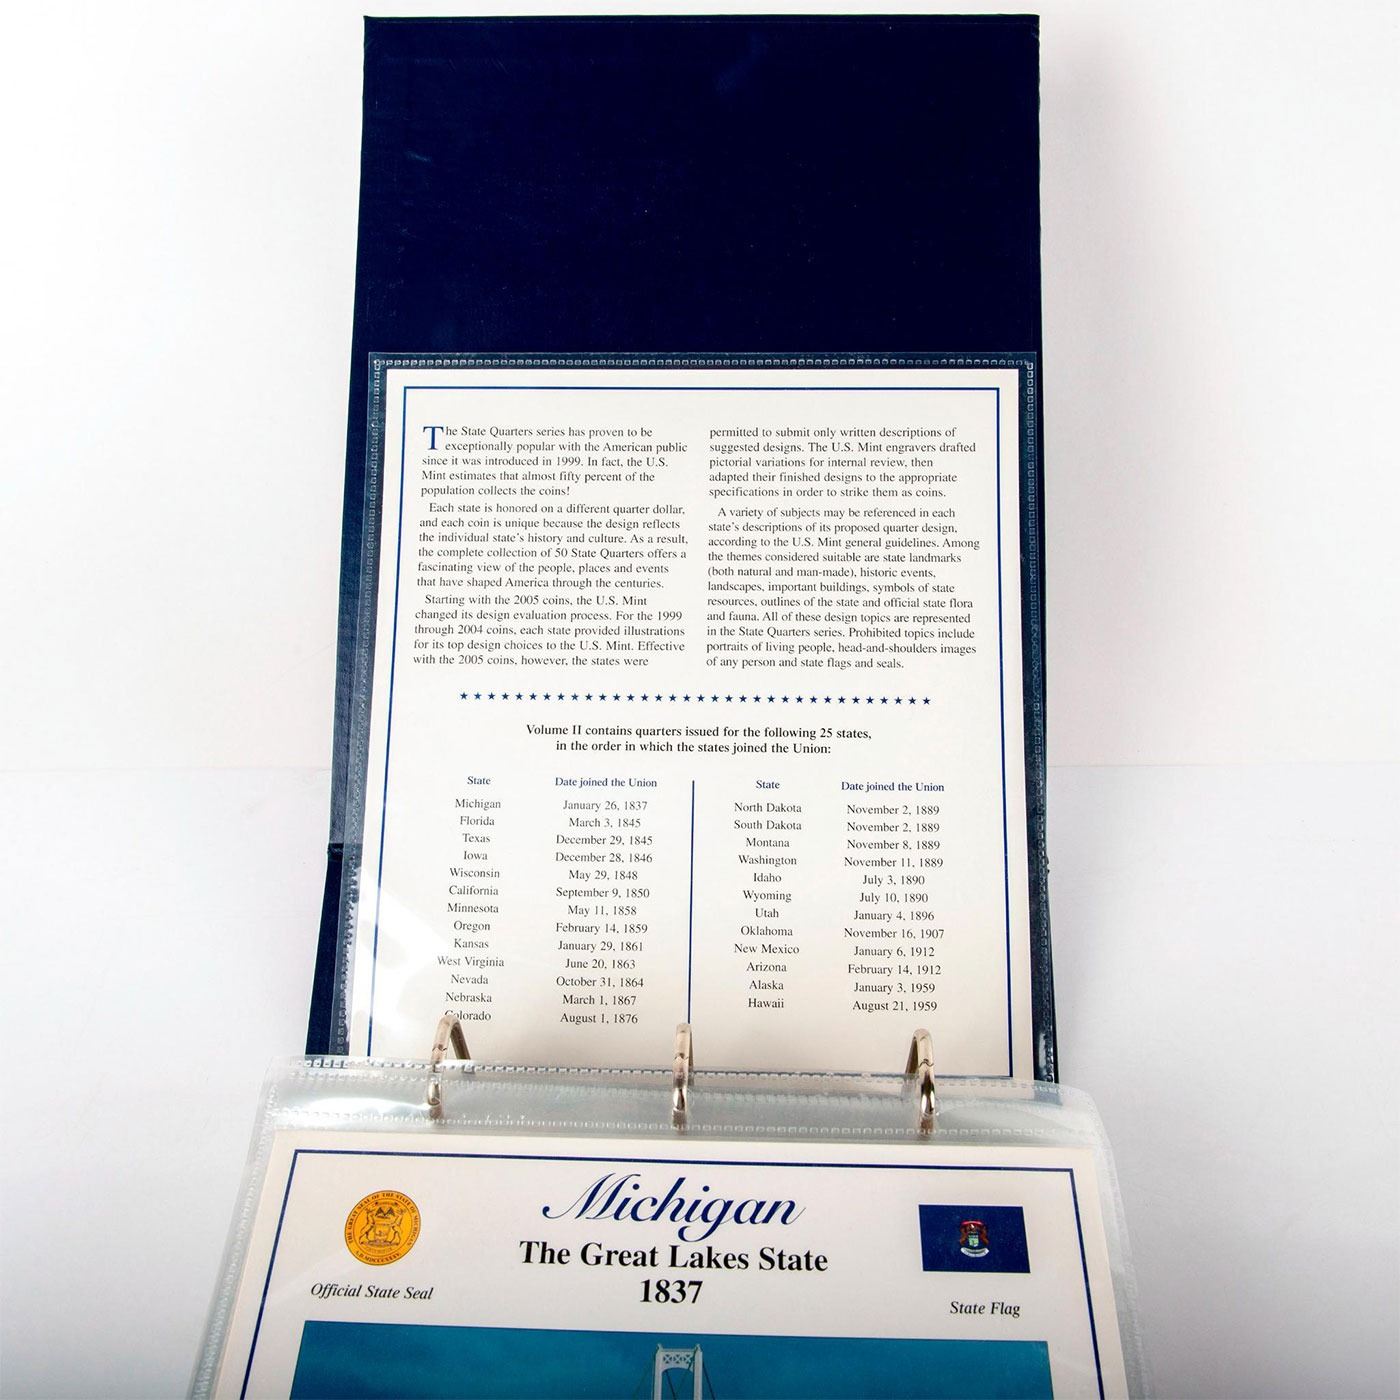 The State Quarters series has proven to be
exceptionally popular with the American public
since it was introduced in 1999. In fact, the U.S.
Mint estimates that almost fifty percent of the
population collects the coins!
Each state is honored on a different quarter dollar,
and each coin is unique because the design reflects
the individual state's history and culture. As a result,
the complete collection of 50 State Quarters offers a
fascinating view of the people, places and events
that have shaped America through the centuries.
Starting with the 2005 coins, the U.S. Mint
changed its design evaluation process. For the 1999
through 2004 coins, each state provided illustrations
for its top design choices to the U.S. Mint. Effective
with the 2005 coins, however, the states were
permitted to submit only written descriptions of
suggested designs. The U.S. Mint engravers drafted
pictorial variations for internal review, then
adapted their finished designs to the appropriate
specifications in order to strike them as coins.
A variety of subjects may be referenced in each
state's descriptions of its proposed quarter design,
according to the U.S. Mint general guidelines. Among
the themes considered suitable are state landmarks
(both natural and man-made), historic events,
landscapes, important buildings, symbols of state
resources, outlines of the state and official state flora
and fauna. All of these design topics are represented
in the State Quarters series. Prohibited topics include
portraits of living people, head-and-shoulders images
of any person and state flags and seals.
Volume II contains quarters issued for the following 25 states,
in the order in which the states joined the Union:
State Date joined the Union
Michigan January 26, 1837
Florida March 3, 1845
Texas December 29, 1845
Iowa December 28, 1846
Wisconsin May 29, 1848
California September 9, 1850
Minnesota May 11, 1858
Oregon February 14, 1859
Kansas January 29, 1861
West Virginia June 20, 1863
Nevada October 31, 1864
Nebraska March 1, 1867
Colorado August 1, 1876
State Date joined the Union
North Dakota November 2, 1889
South Dakota November 2, 1889
Montana November 8, 1889
Washington November 11, 1889
Idaho July 3, 1890
Wyoming July 10, 1890
Utah January 4, 1896
Oklahoma November 16, 1907
New Mexico January 6, 1912
Arizona February 14, 1912
Alaska January 3, 1959
Hawaii August 21, 1959
Michigan
The Great Lakes State
1837
THE GREAT SEAL OF THE STATE OF MICHIGAN
Official State Seal
State Flag